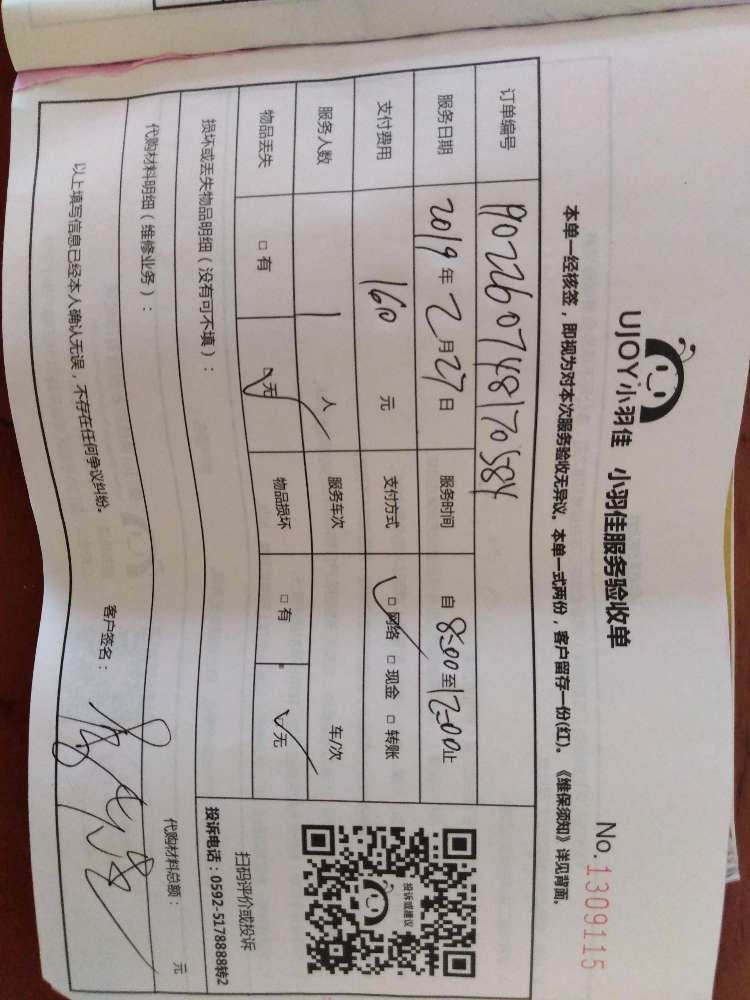 UJOY小羽佳 小羽佳服务验收单 No. 1309115
本单一经核签，即视为对本次服务验收无异议。本单一式两份，客户留存一份(红)。《维保须知》详见背面。
订单编号 1902260748170584
服务日期 2019年2月27日 服务时间 自8:00至12:00止
支付费用 160元 支付方式 □网络 □现金 □转账
服务人数 1人 服务车次 车/次
物品丢失 □有 □无 物品损坏 □有 □无
损坏或丢失物品明细（没有可不填）：
代购材料明细（维修业务）： 代购材料总额： 元
以上填写信息已经本人确认无误，不存在任何争议纠纷。 客户签名：
投诉或建议
扫码评价或投诉
投诉电话：0592-5178888转2